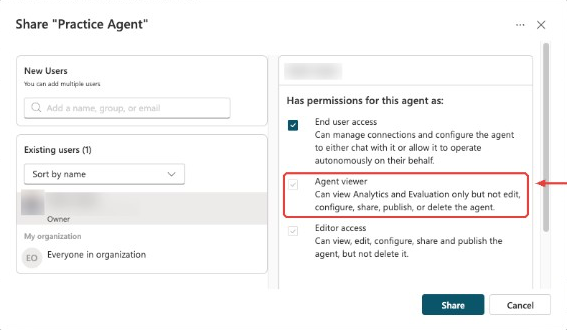 Share "Practice Agent"
New Users
You can add multiple users
Add a name, group, or email
Existing users (1)
Sort by name
Owner
My organization
EO
Everyone in organization
Has permissions for this agent as:
End user access
Can manage connections and configure the agent
to either chat with it or allow it to operate
autonomously on their behalf.
Agent viewer
Can view Analytics and Evaluation only but not edit,
configure, share, publish, or delete the agent.
Editor access
Can view, edit, configure, share and publish the
agent, but not delete it.
Share
Cancel